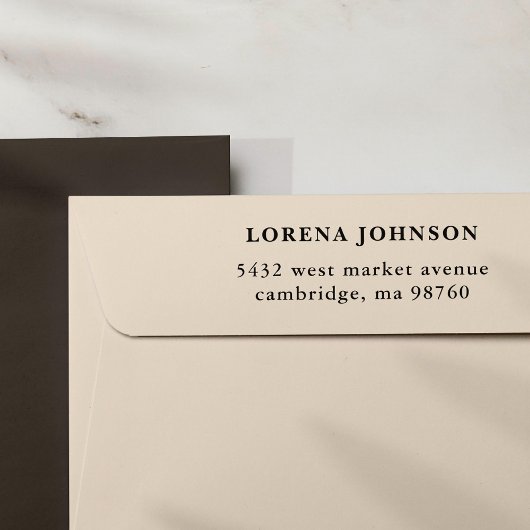 LORENA JOHNSON
5432 west market avenue
cambridge, ma 98760